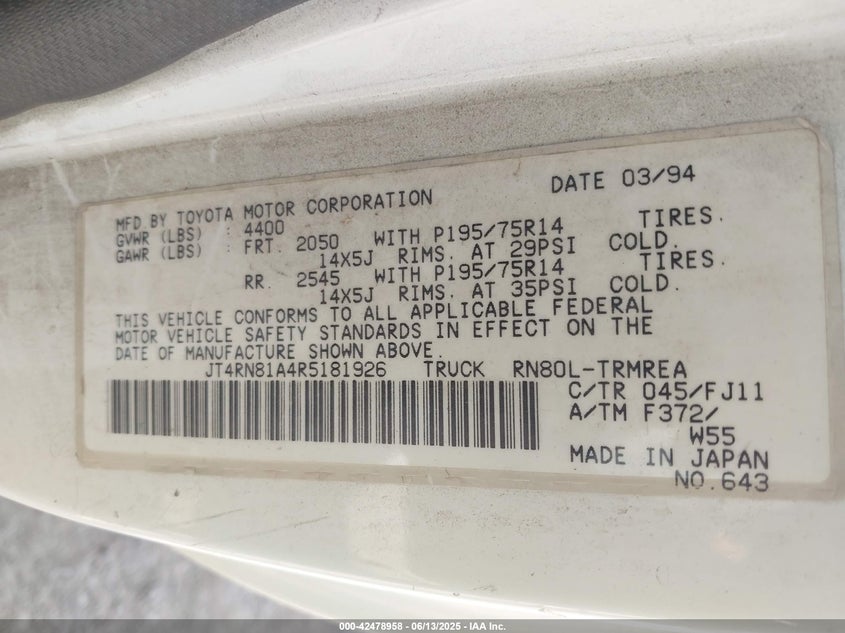 MFD BY TOYOTA MOTOR CORPORATION DATE 03/94
GVWR (LBS) : 4400
GAWR (LBS) : FRT. 2050 WITH P195/75R14 TIRES.
14X5J RIMS. AT 29PSI COLD.
RR. 2545 WITH P195/75R14 TIRES.
14X5J RIMS. AT 35PSI COLD.
THIS VEHICLE CONFORMS TO ALL APPLICABLE FEDERAL
MOTOR VEHICLE SAFETY STANDARDS IN EFFECT ON THE
DATE OF MANUFACTURE SHOWN ABOVE.
JT4RN81A4R5181926 TRUCK RN80L-TRMREA
C/TR 045/FJ11
A/TM F372/
W55
MADE IN JAPAN
NO.643
000-42478958 - 06/13/2025 - IAA Inc.